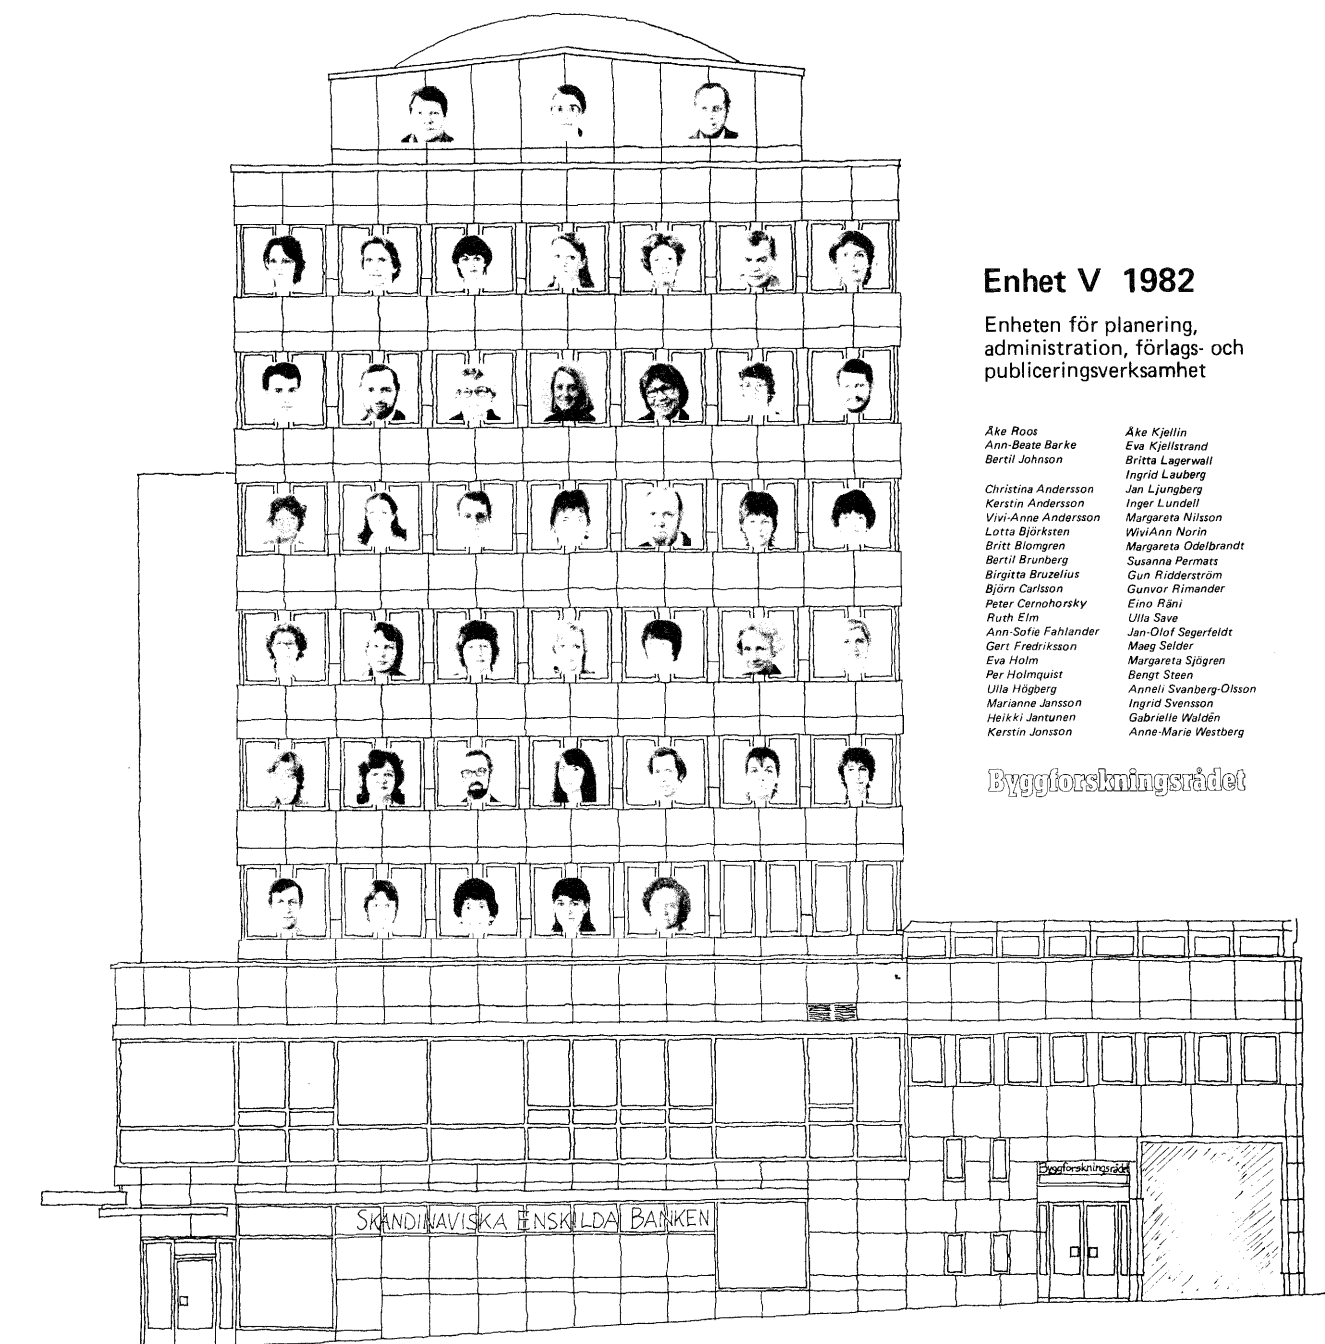 Enhet V 1982
Enheten för planering,
administration, förlags- och
publiceringsverksamhet
Åke Roos
Ann-Beate Barke
Bertil Johnson
Christina Andersson
Kerstin Andersson
Vivi-Anne Andersson
Lotta Björksten
Britt Blomgren
Bertil Brunberg
Birgitta Bruzelius
Björn Carlsson
Peter Cernohorsky
Ruth Elm
Ann-Sofie Fahlander
Gert Fredriksson
Eva Holm
Per Holmquist
Ulla Högberg
Marianne Jansson
Heikki Jantunen
Kerstin Jonsson
Åke Kjellin
Eva Kjellstrand
Britta Lagerwall
Ingrid Lauberg
Jan Ljungberg
Inger Lundell
Margareta Nilsson
WiviAnn Norin
Margareta Odelbrandt
Susanna Permats
Gun Ridderström
Gunvor Rimander
Eino Räni
Ulla Save
Jan-Olof Segerfeldt
Maeg Selder
Margareta Sjögren
Bengt Steen
Anneli Svanberg-Olsson
Ingrid Svensson
Gabrielle Waldén
Anne-Marie Westberg
Byggforskningsrådet
Byggforskningsrådet
SKANDINAVISKA ENSKILDA BANKEN